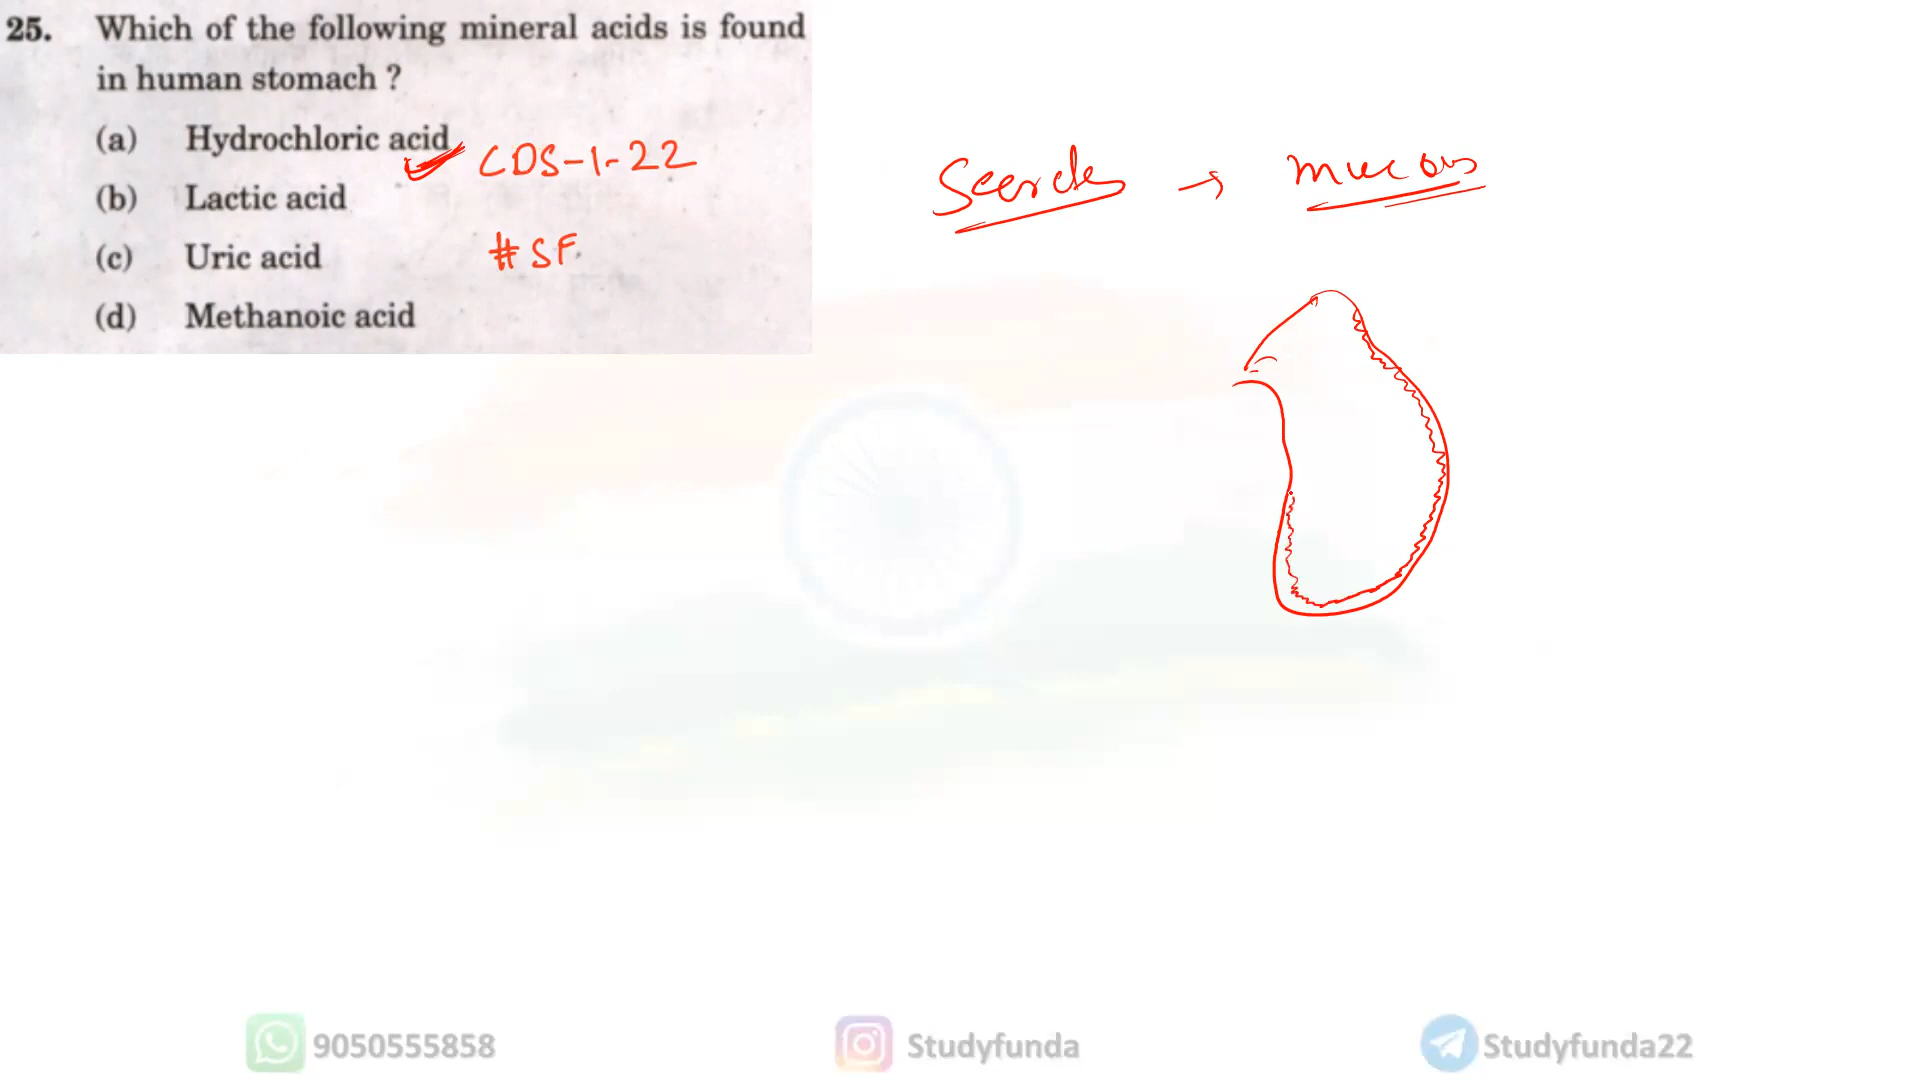 25. Which of the following mineral acids is found
in human stomach ?
(a) Hydrochloric acid
(b) Lactic acid
(c) Uric acid
(d) Methanoic acid
CDS-1-22
# SF
→ mucous
9050555858
Studyfunda
Studyfunda22